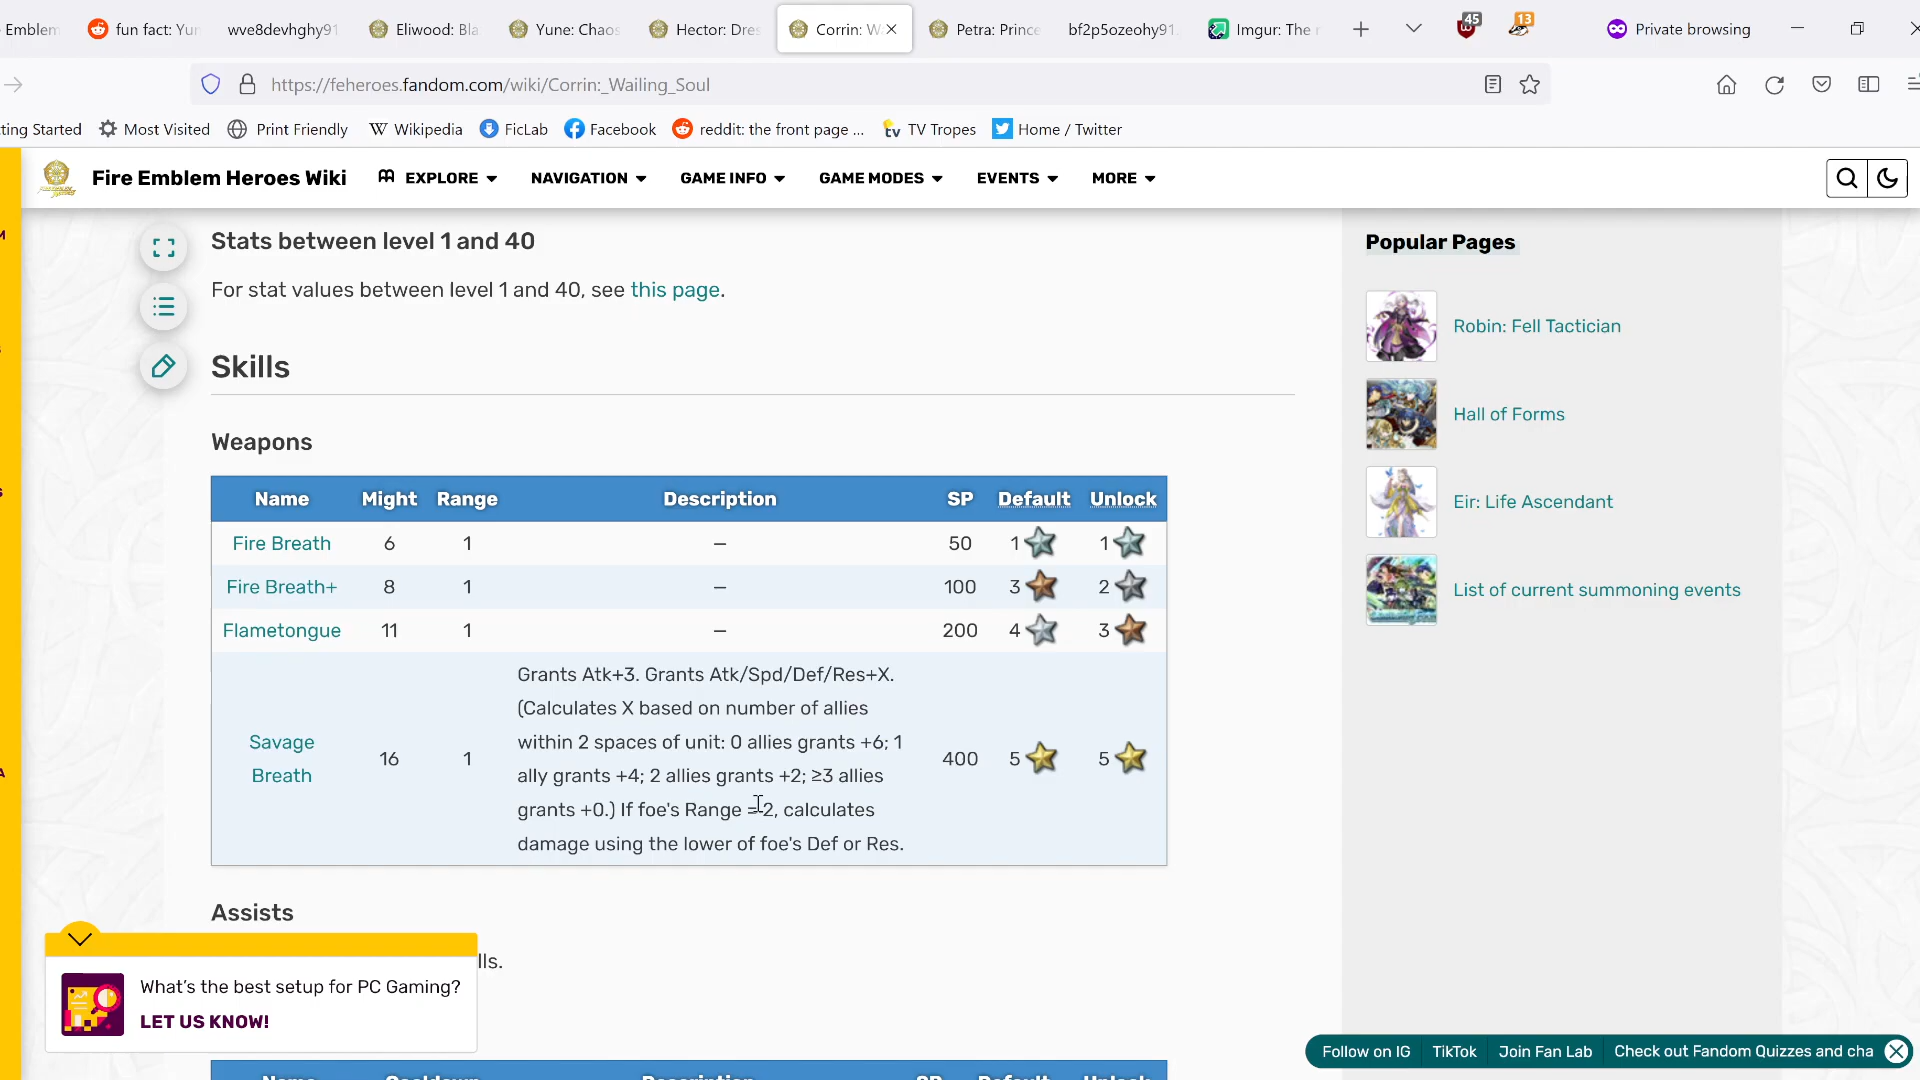 Emblem
fun fact: Yun
wve8devhghy91
Eliwood: Bla
Yune: Chaos
Hector: Dres
Corrin: W
Petra: Prince
bf2p5ozeohy91.
Imgur: The m
45
13
Private browsing
https://feheroes.fandom.com/wiki/Corrin:_Wailing_Soul
ting Started
Most Visited
Print Friendly
Wikipedia
FicLab
Facebook
reddit: the front page ...
TV Tropes
Home / Twitter
Fire Emblem Heroes Wiki
EXPLORE
NAVIGATION
GAME INFO
GAME MODES
EVENTS
MORE
Stats between level 1 and 40
For stat values between level 1 and 40, see this page.
Skills
Weapons
Name Might Range Description SP Default Unlock
Fire Breath 6 1 – 50 1 1
Fire Breath+ 8 1 – 100 3 2
Flametongue 11 1 – 200 4 3
Savage Breath 16 1
Grants Atk+3. Grants Atk/Spd/Def/Res+X.
(Calculates X based on number of allies
within 2 spaces of unit: 0 allies grants +6; 1
ally grants +4; 2 allies grants +2; ≥3 allies
grants +0.) If foe's Range = 2, calculates
damage using the lower of foe's Def or Res.
400 5 5
Assists
lls.
What's the best setup for PC Gaming?
LET US KNOW!
Name Cooldown Description SP Default Unlock
Popular Pages
Robin: Fell Tactician
Hall of Forms
Eir: Life Ascendant
List of current summoning events
Follow on IG
TikTok
Join Fan Lab
Check out Fandom Quizzes and cha